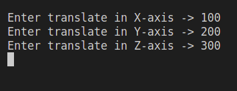 Enter translate in X-axis -> 100
Enter translate in Y-axis -> 200
Enter translate in Z-axis -> 300